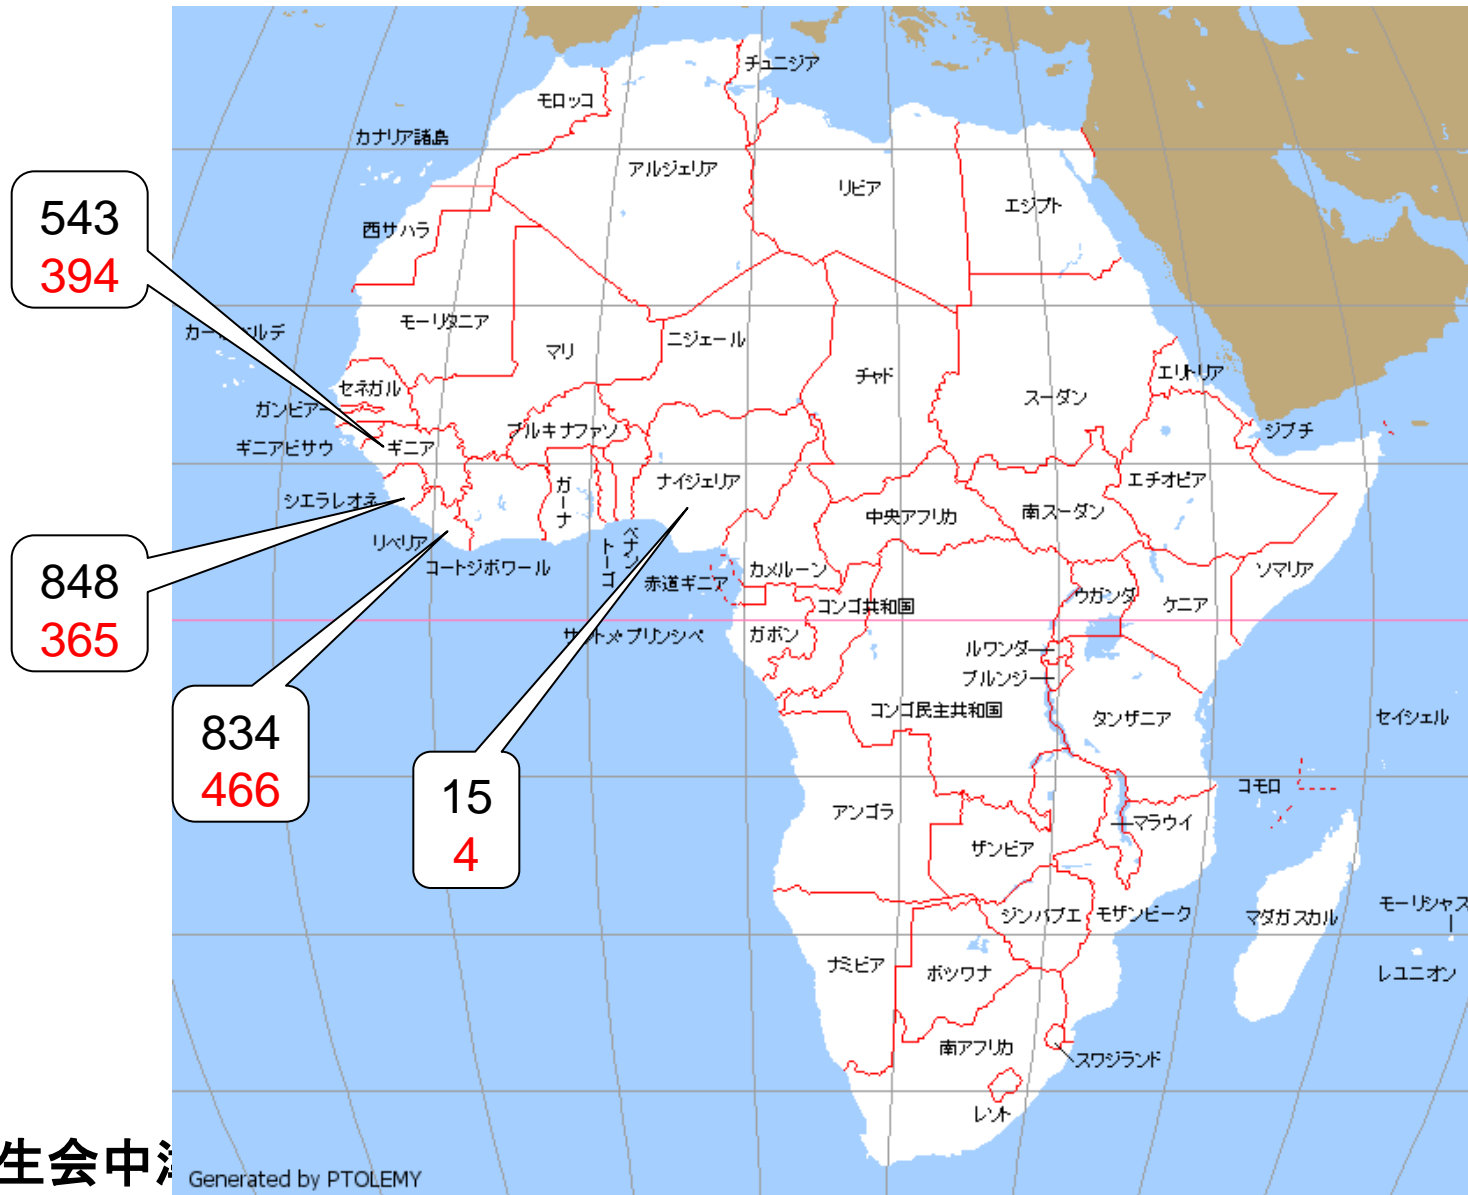 チュニジア
モロッコ
カナリア諸島
アルジェリア
リビア
エジプト
西サハラ
543
394
モーリタニア
マリ
ニジェール
チャド
スーダン
エリトリア
セネガル
ガンビアー
ギニアビサウ
ギニア
ブルキナファソ
ジブチ
ナイジェリア
ガーナ
エチオピア
シエラレオネ
中央アフリカ
南スーダン
リベリア
コートジボワール
トーゴ
ベナン
赤道ギニア
カメルーン
ソマリア
848
365
コンゴ共和国
ウガンダ
ケニア
ガボン
ルワンダ
ブルンジ
コンゴ民主共和国
タンザニア
セイシェル
834
466
15
4
コモロ
アンゴラ
マラウイ
ザンビア
ジンバブエ
モザンビーク
マダガスカル
モーリシャス
ナミビア
ボツワナ
レユニオン
南アフリカ
スワジランド
レソト
生会中
Generated by PTOLEMY